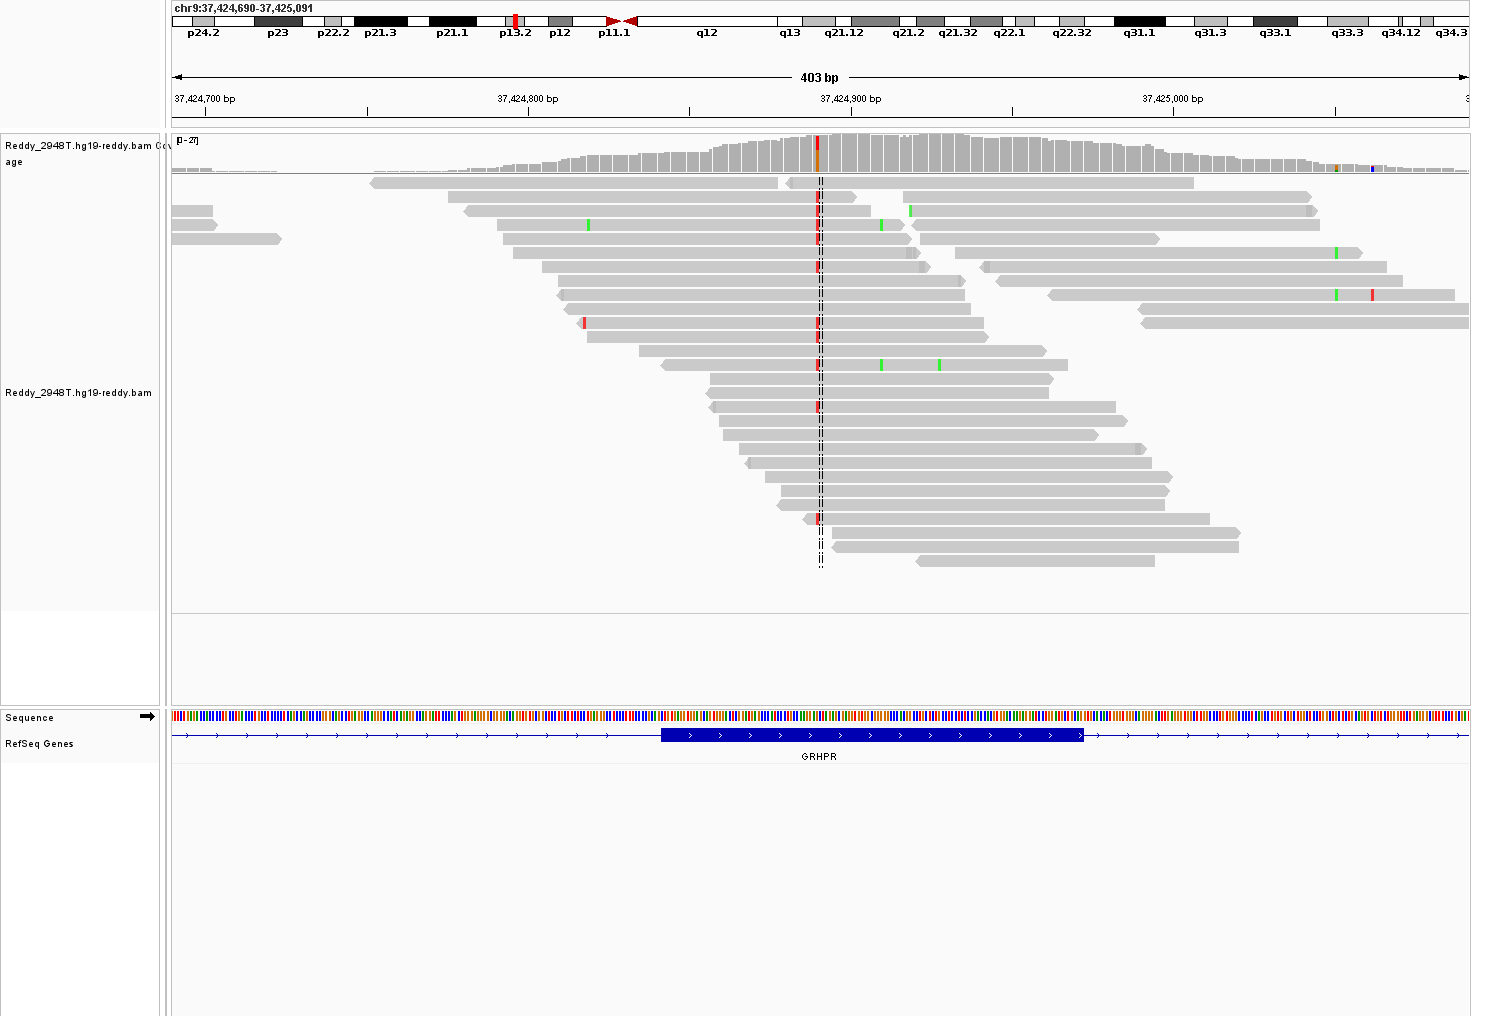 chr9:37,424,690-37,425,091
p24.2 p23 p22.2 p21.3 p21.1 p13.2 p12 p11.1 q12 q13 q21.12 q21.2 q21.32 q22.1 q22.32 q31.1 q31.3 q33.1 q33.3 q34.12 q34.3
403 bp
37,424,700 bp 37,424,800 bp 37,424,900 bp 37,425,000 bp 3
Reddy_2948T.hg19-reddy.bam Cov
age
[0 - 27]
Reddy_2948T.hg19-reddy.bam
Sequence
RefSeq Genes
GRHPR